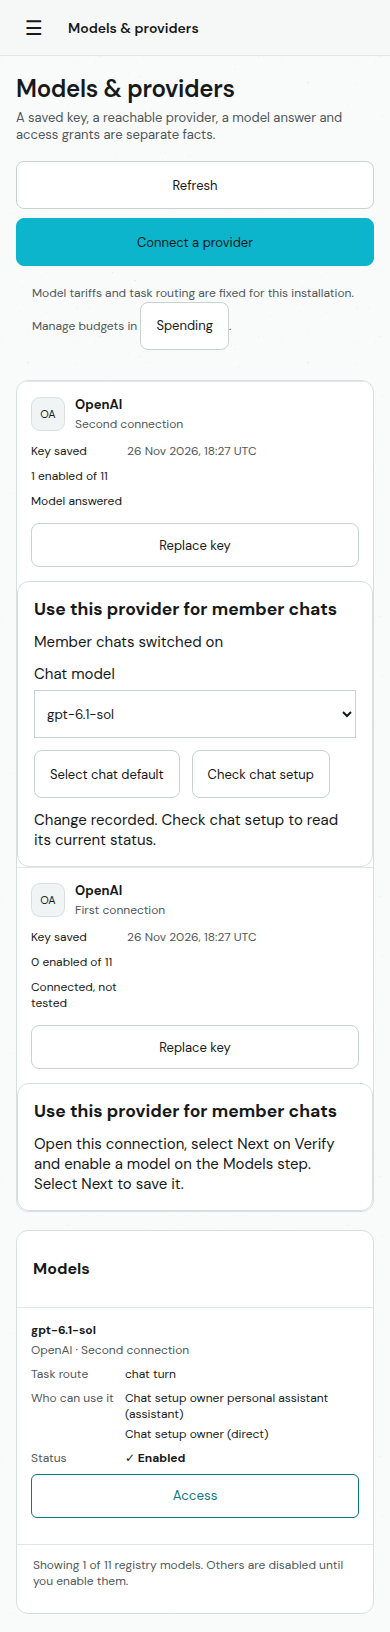 ☰ Models & providers
Models & providers
A saved key, a reachable provider, a model answer and
access grants are separate facts.
Refresh
Connect a provider
Model tariffs and task routing are fixed for this installation.
Manage budgets in Spending .
OA OpenAI
Second connection
Key saved 26 Nov 2026, 18:27 UTC
1 enabled of 11
Model answered
Replace key
Use this provider for member chats
Member chats switched on
Chat model
gpt-6.1-sol
Select chat default Check chat setup
Change recorded. Check chat setup to read
its current status.
OA OpenAI
First connection
Key saved 26 Nov 2026, 18:27 UTC
0 enabled of 11
Connected, not
tested
Replace key
Use this provider for member chats
Open this connection, select Next on Verify
and enable a model on the Models step.
Select Next to save it.
Models
gpt-6.1-sol
OpenAI · Second connection
Task route chat turn
Who can use it Chat setup owner personal assistant
(assistant)
Chat setup owner (direct)
Status ✓ Enabled
Access
Showing 1 of 11 registry models. Others are disabled until
you enable them.